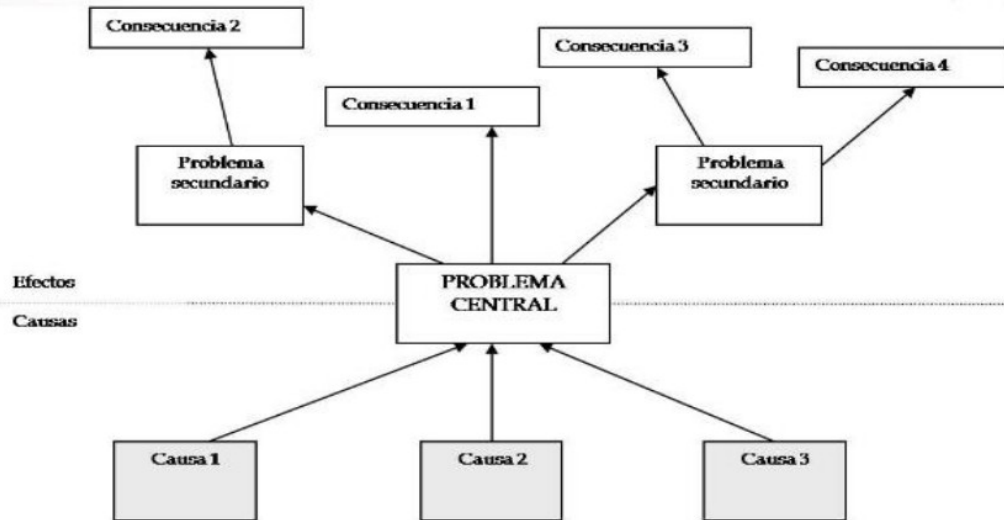 Consecuencia 2
Consecuencia 3
Consecuencia 4
Consecuencia 1
Problema
secundario
Problema
secundario
PROBLEMA
CENTRAL
Efectos
Causas
Causa 1
Causa 2
Causa 3